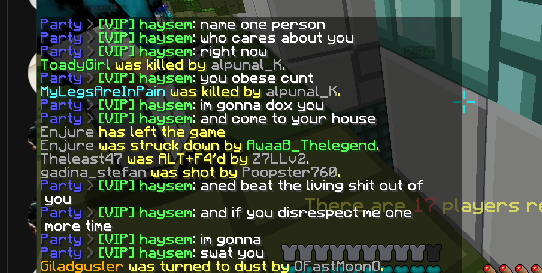 Party > [VIP] haysem: name one person
Party > [VIP] haysem: who cares about you
Party > [VIP] haysem: right now
ToadyGirl was killed by alpunal_K.
Party > [VIP] haysem: you obese cunt
MyLegsAreInPain was killed by alpunal_K.
Party > [VIP] haysem: im gonna dox you
Party > [VIP] haysem: and come to your house
Enjure has left the game
Enjure was struck down by AwaaB_Thelegend.
Theleast47 was ALT+F4'd by Z7LLv2.
gadina_stefan was shot by Poopster760.
Party > [VIP] haysem: aned beat the living shit out of
you
There are 17 players re
Party > [VIP] haysem: and if you disrespect me one
more time
Party > [VIP] haysem: im gonna
Party > [VIP] haysem: swat you
Giladguster was turned to dust by OFastMoonO.